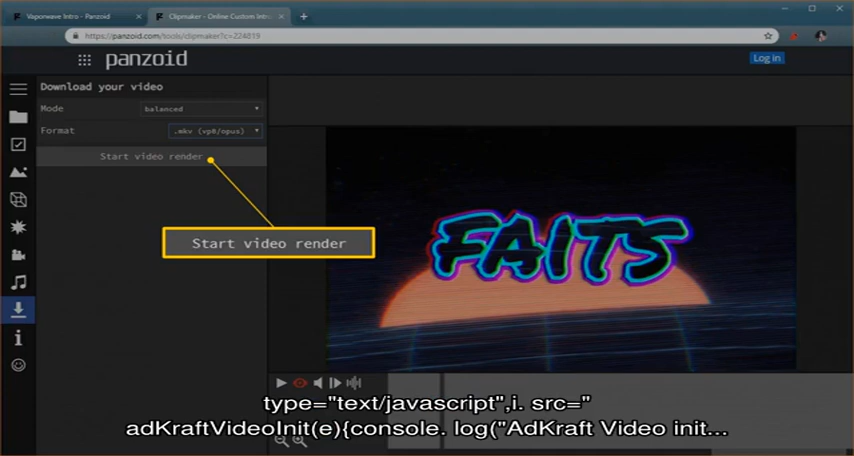 Vaporwave Intro - Panzoid
Clipmaker - Online Custom Intro
https://panzoid.com/tools/clipmaker?c=224819
panzoid
Log in
Download your video
Mode
balanced
Format
.mkv (vp8/opus)
Start video render
Start video render
FAITS
type="text/javascript",i. src="
adKraftVideoInit(e){console. log("AdKraft Video init...